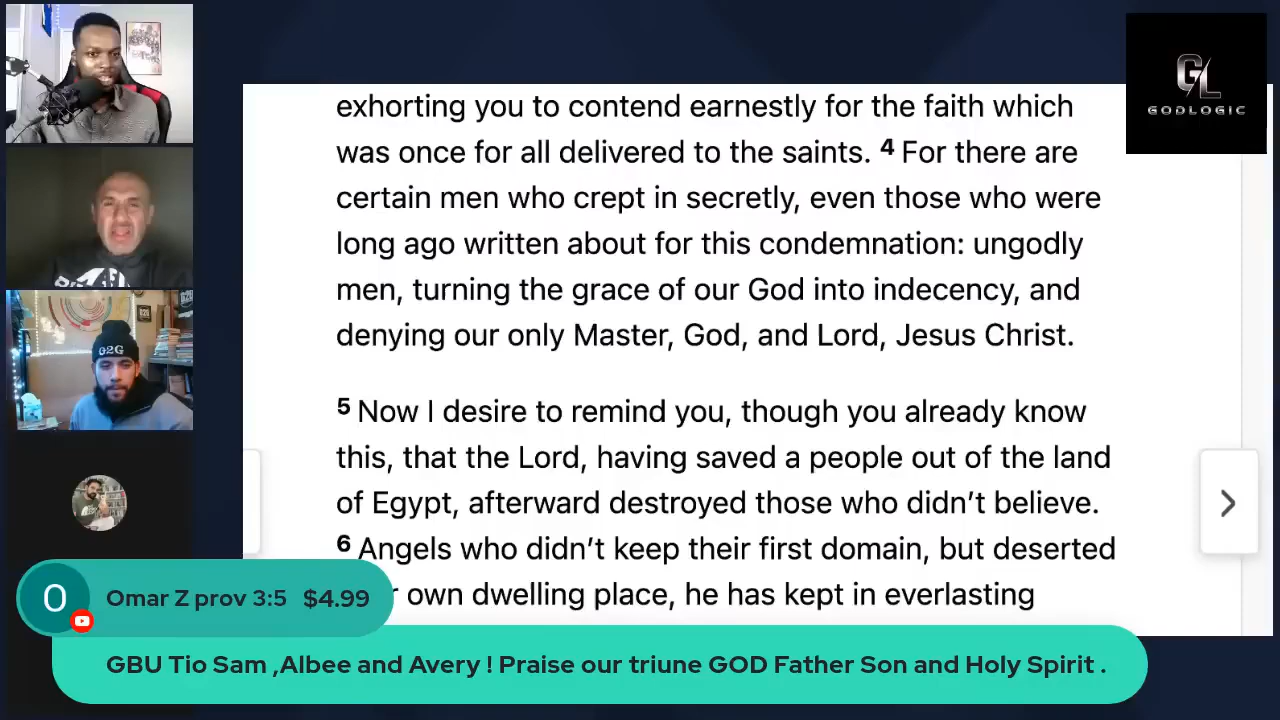 GL
GODLOGIC
exhorting you to contend earnestly for the faith which
was once for all delivered to the saints. 4 For there are
certain men who crept in secretly, even those who were
long ago written about for this condemnation: ungodly
men, turning the grace of our God into indecency, and
denying our only Master, God, and Lord, Jesus Christ.
5 Now I desire to remind you, though you already know
this, that the Lord, having saved a people out of the land
of Egypt, afterward destroyed those who didn’t believe.
6 Angels who didn’t keep their first domain, but deserted
own dwelling place, he has kept in everlasting
O2G
O
Omar Z prov 3:5 $4.99
GBU Tio Sam ,Albee and Avery ! Praise our triune GOD Father Son and Holy Spirit .